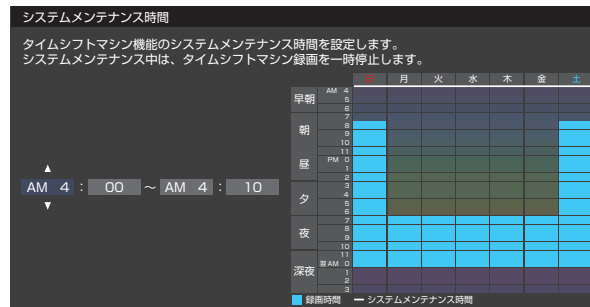 システムメンテナンス時間
タイムシフトマシン機能のシステムメンテナンス時間を設定します。
システムメンテナンス中は、タイムシフトマシン録画を一時停止します。
日 月 火 水 木 金 土
早朝 AM 4
5
6
朝 7
8
9
10
昼 11
PM 0
1
2
夕 3
4
5
6
夜 7
8
9
10
深夜 11
翌AM 0
1
2
3
AM 4 : 00 ~ AM 4 : 10
録画時間 システムメンテナンス時間